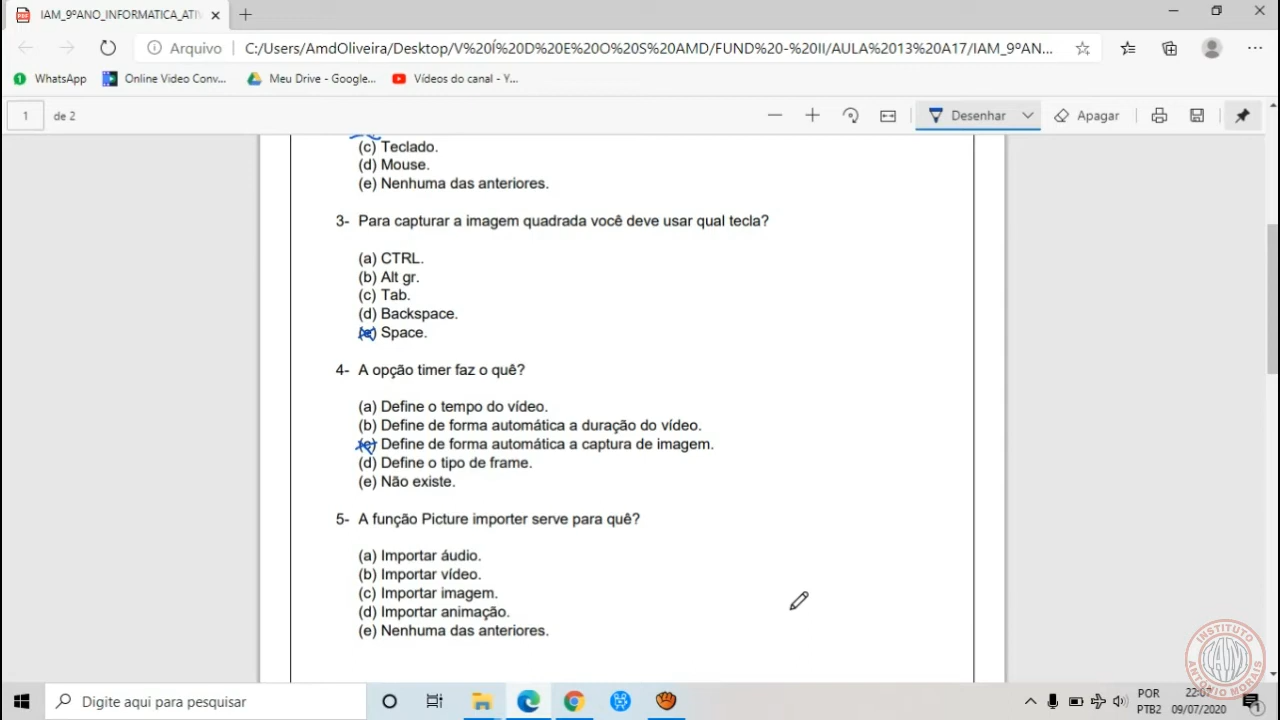 IAM_9ºANO_INFORMATICA_ATI
Arquivo
C:/Users/AmdOliveira/Desktop/V%20Í%20D%20E%20O%20S%20AMD/FUND%20-%20II/AULA%2013%20A17/IAM_9ºAN...
WhatsApp
Online Video Conv...
Meu Drive - Google...
Vídeos do canal - Y...
1 de 2
Desenhar
Apagar
(c) Teclado.
(d) Mouse.
(e) Nenhuma das anteriores.
3- Para capturar a imagem quadrada você deve usar qual tecla?
(a) CTRL.
(b) Alt gr.
(c) Tab.
(d) Backspace.
(e) Space.
4- A opção timer faz o quê?
(a) Define o tempo do vídeo.
(b) Define de forma automática a duração do vídeo.
(c) Define de forma automática a captura de imagem.
(d) Define o tipo de frame.
(e) Não existe.
5- A função Picture importer serve para quê?
(a) Importar áudio.
(b) Importar vídeo.
(c) Importar imagem.
(d) Importar animação.
(e) Nenhuma das anteriores.
INSTITUTO
IAM
ANTÔNIO MORAIS
Digite aqui para pesquisar
POR
PTB2
09/07/2020
1